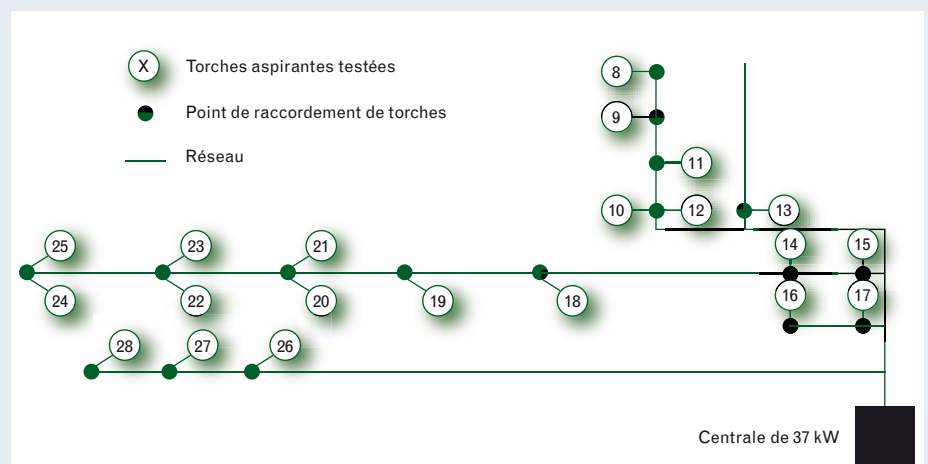 X Torches aspirantes testées
Point de raccordement de torches
Réseau
8
9
11
10 12 13
14 15
16 17
25 23 21
24 22 20 19 18
28 27 26
Centrale de 37 kW